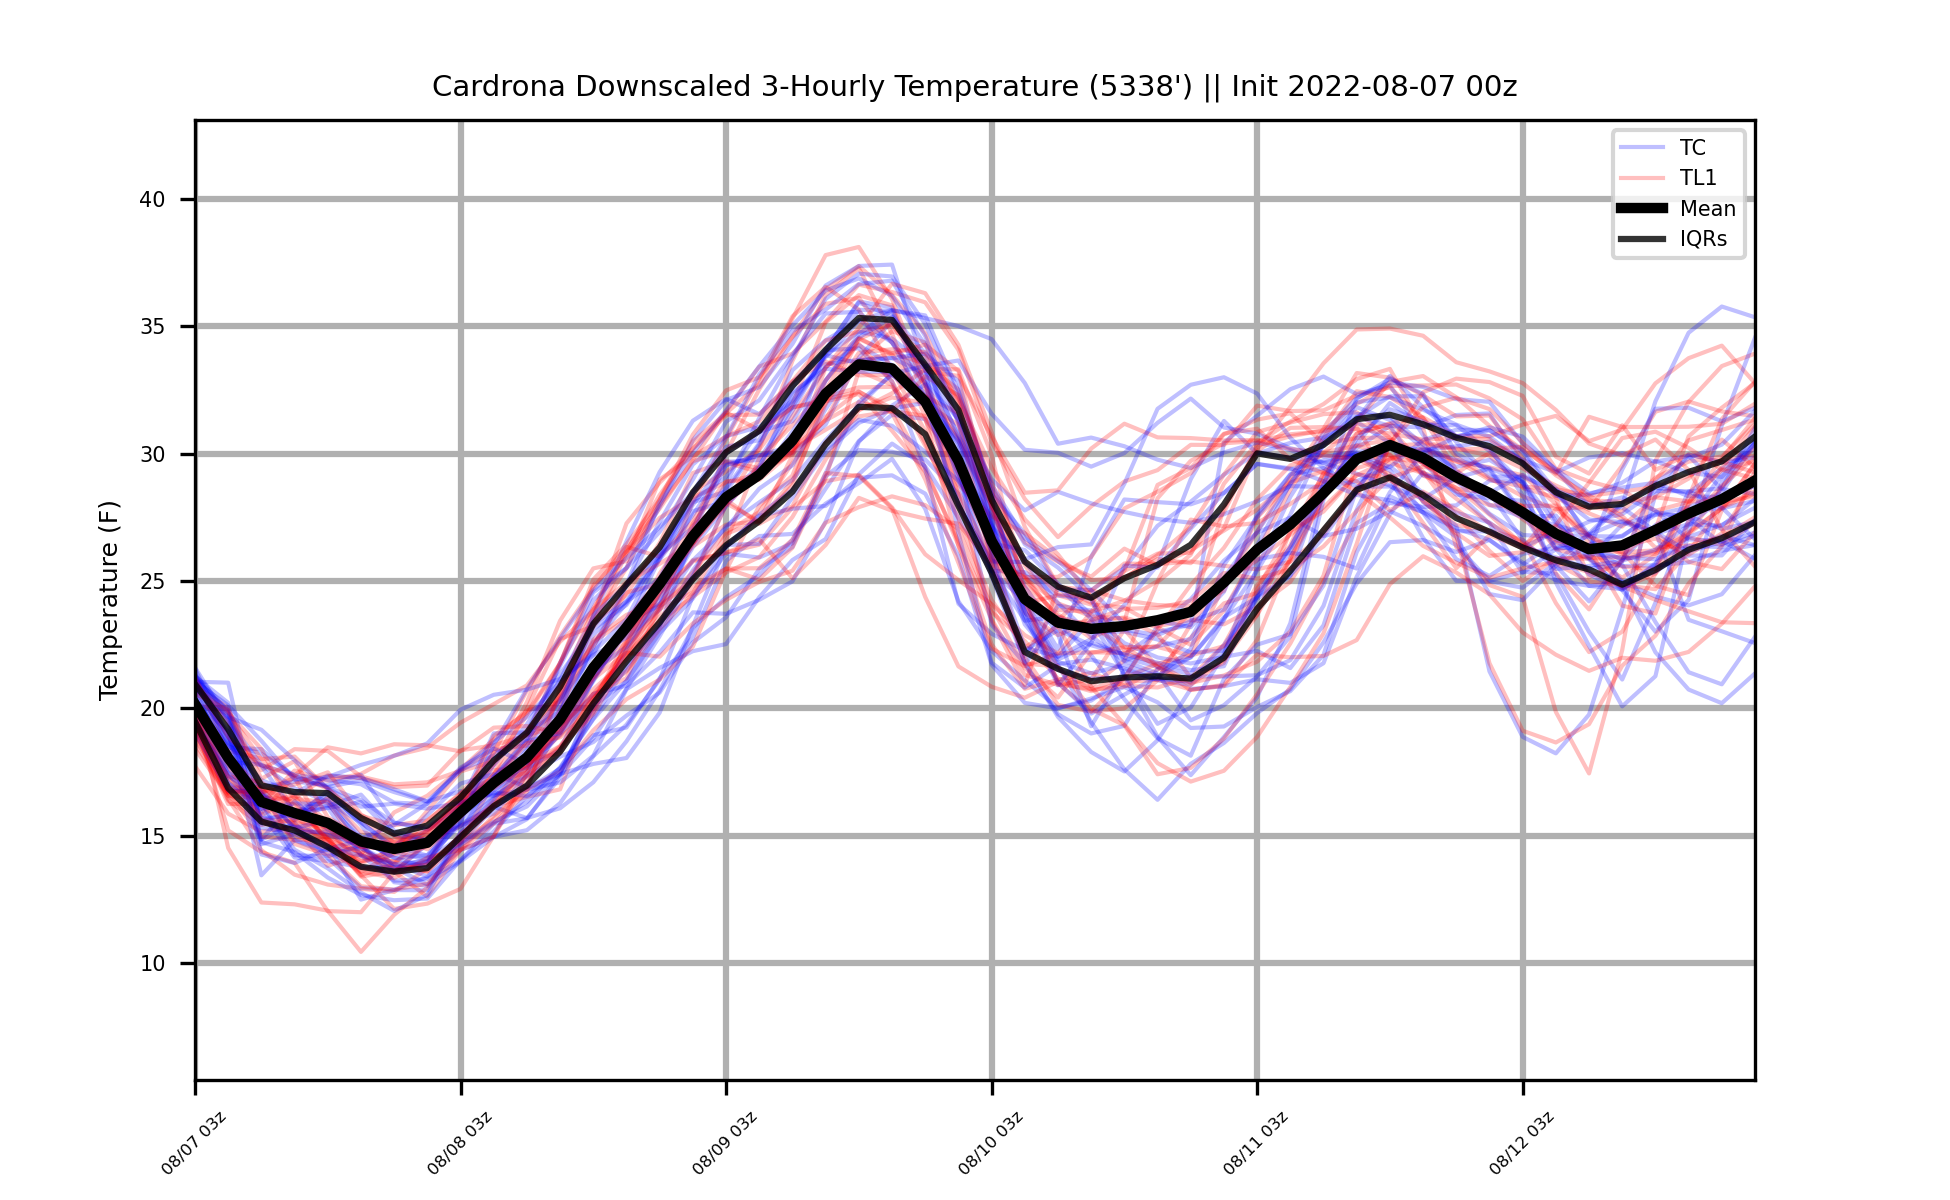 Cardrona Downscaled 3-Hourly Temperature (5338') || Init 2022-08-07 00z
TC
TL1
Mean
IQRs
Temperature (F)
40
35
30
25
20
15
10
08/07 03z
08/08 03z
08/09 03z
08/10 03z
08/11 03z
08/12 03z